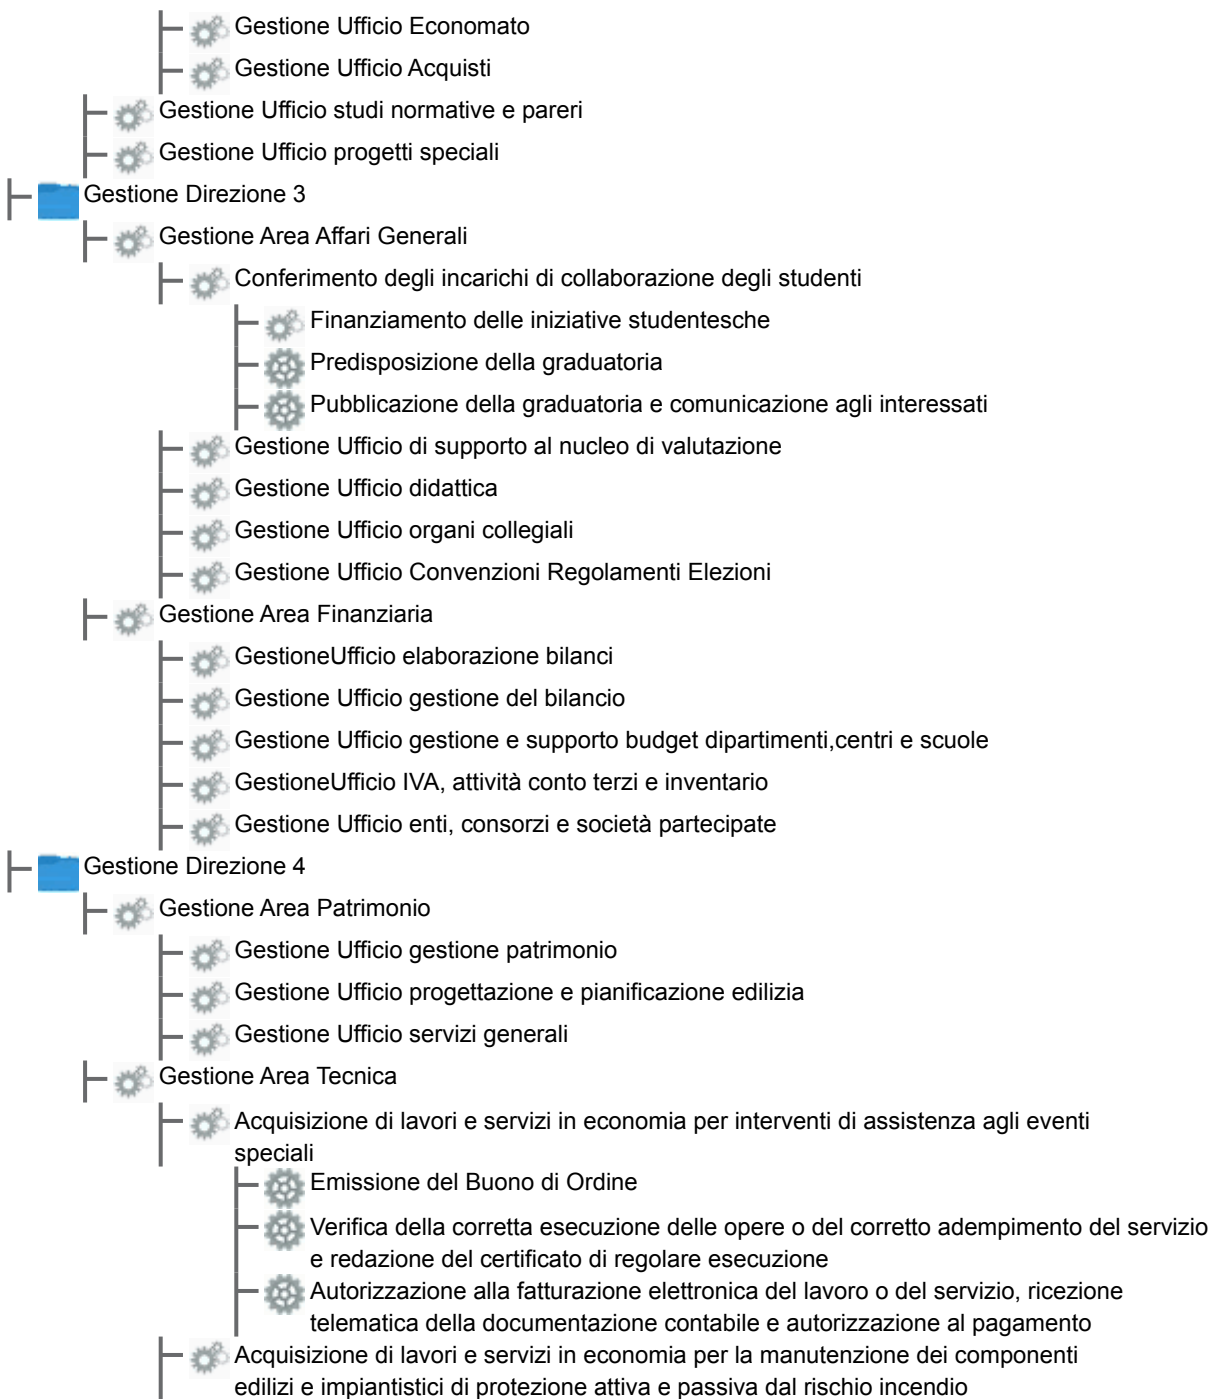 Gestione Ufficio Economato
Gestione Ufficio Acquisti
Gestione Ufficio studi normative e pareri
Gestione Ufficio progetti speciali
Gestione Direzione 3
Gestione Area Affari Generali
Conferimento degli incarichi di collaborazione degli studenti
Finanziamento delle iniziative studentesche
Predisposizione della graduatoria
Pubblicazione della graduatoria e comunicazione agli interessati
Gestione Ufficio di supporto al nucleo di valutazione
Gestione Ufficio didattica
Gestione Ufficio organi collegiali
Gestione Ufficio Convenzioni Regolamenti Elezioni
Gestione Area Finanziaria
GestioneUfficio elaborazione bilanci
Gestione Ufficio gestione del bilancio
Gestione Ufficio gestione e supporto budget dipartimenti,centri e scuole
GestioneUfficio IVA, attività conto terzi e inventario
Gestione Ufficio enti, consorzi e società partecipate
Gestione Direzione 4
Gestione Area Patrimonio
Gestione Ufficio gestione patrimonio
Gestione Ufficio progettazione e pianificazione edilizia
Gestione Ufficio servizi generali
Gestione Area Tecnica
Acquisizione di lavori e servizi in economia per interventi di assistenza agli eventi
speciali
Emissione del Buono di Ordine
Verifica della corretta esecuzione delle opere o del corretto adempimento del servizio
e redazione del certificato di regolare esecuzione
Autorizzazione alla fatturazione elettronica del lavoro o del servizio, ricezione
telematica della documentazione contabile e autorizzazione al pagamento
Acquisizione di lavori e servizi in economia per la manutenzione dei componenti
edilizi e impiantistici di protezione attiva e passiva dal rischio incendio